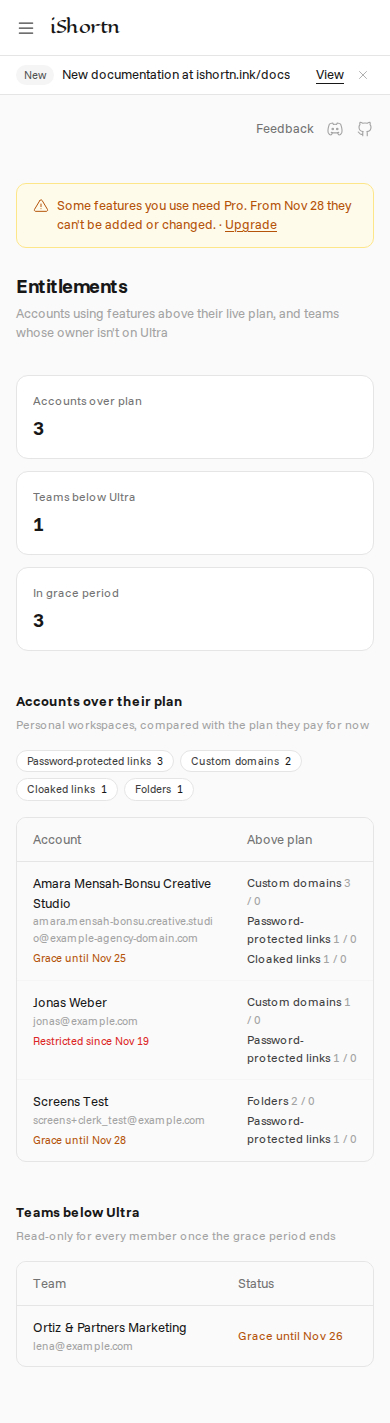 iShortn
New New documentation at ishortn.ink/docs View
Feedback
Some features you use need Pro. From Nov 28 they
can't be added or changed. · Upgrade
Entitlements
Accounts using features above their live plan, and teams
whose owner isn't on Ultra
Accounts over plan
3
Teams below Ultra
1
In grace period
3
Accounts over their plan
Personal workspaces, compared with the plan they pay for now
Password-protected links 3 Custom domains 2
Cloaked links 1 Folders 1
Account Above plan
Amara Mensah-Bonsu Creative
Studio
amara.mensah-bonsu.creative.studi
o@example-agency-domain.com
Grace until Nov 25
Custom domains 3
/ 0
Password-
protected links 1 / 0
Cloaked links 1 / 0
Jonas Weber
jonas@example.com
Restricted since Nov 19
Custom domains 1
/ 0
Password-
protected links 1 / 0
Screens Test
screens+clerk_test@example.com
Grace until Nov 28
Folders 2 / 0
Password-
protected links 1 / 0
Teams below Ultra
Read-only for every member once the grace period ends
Team Status
Ortiz & Partners Marketing
lena@example.com
Grace until Nov 26